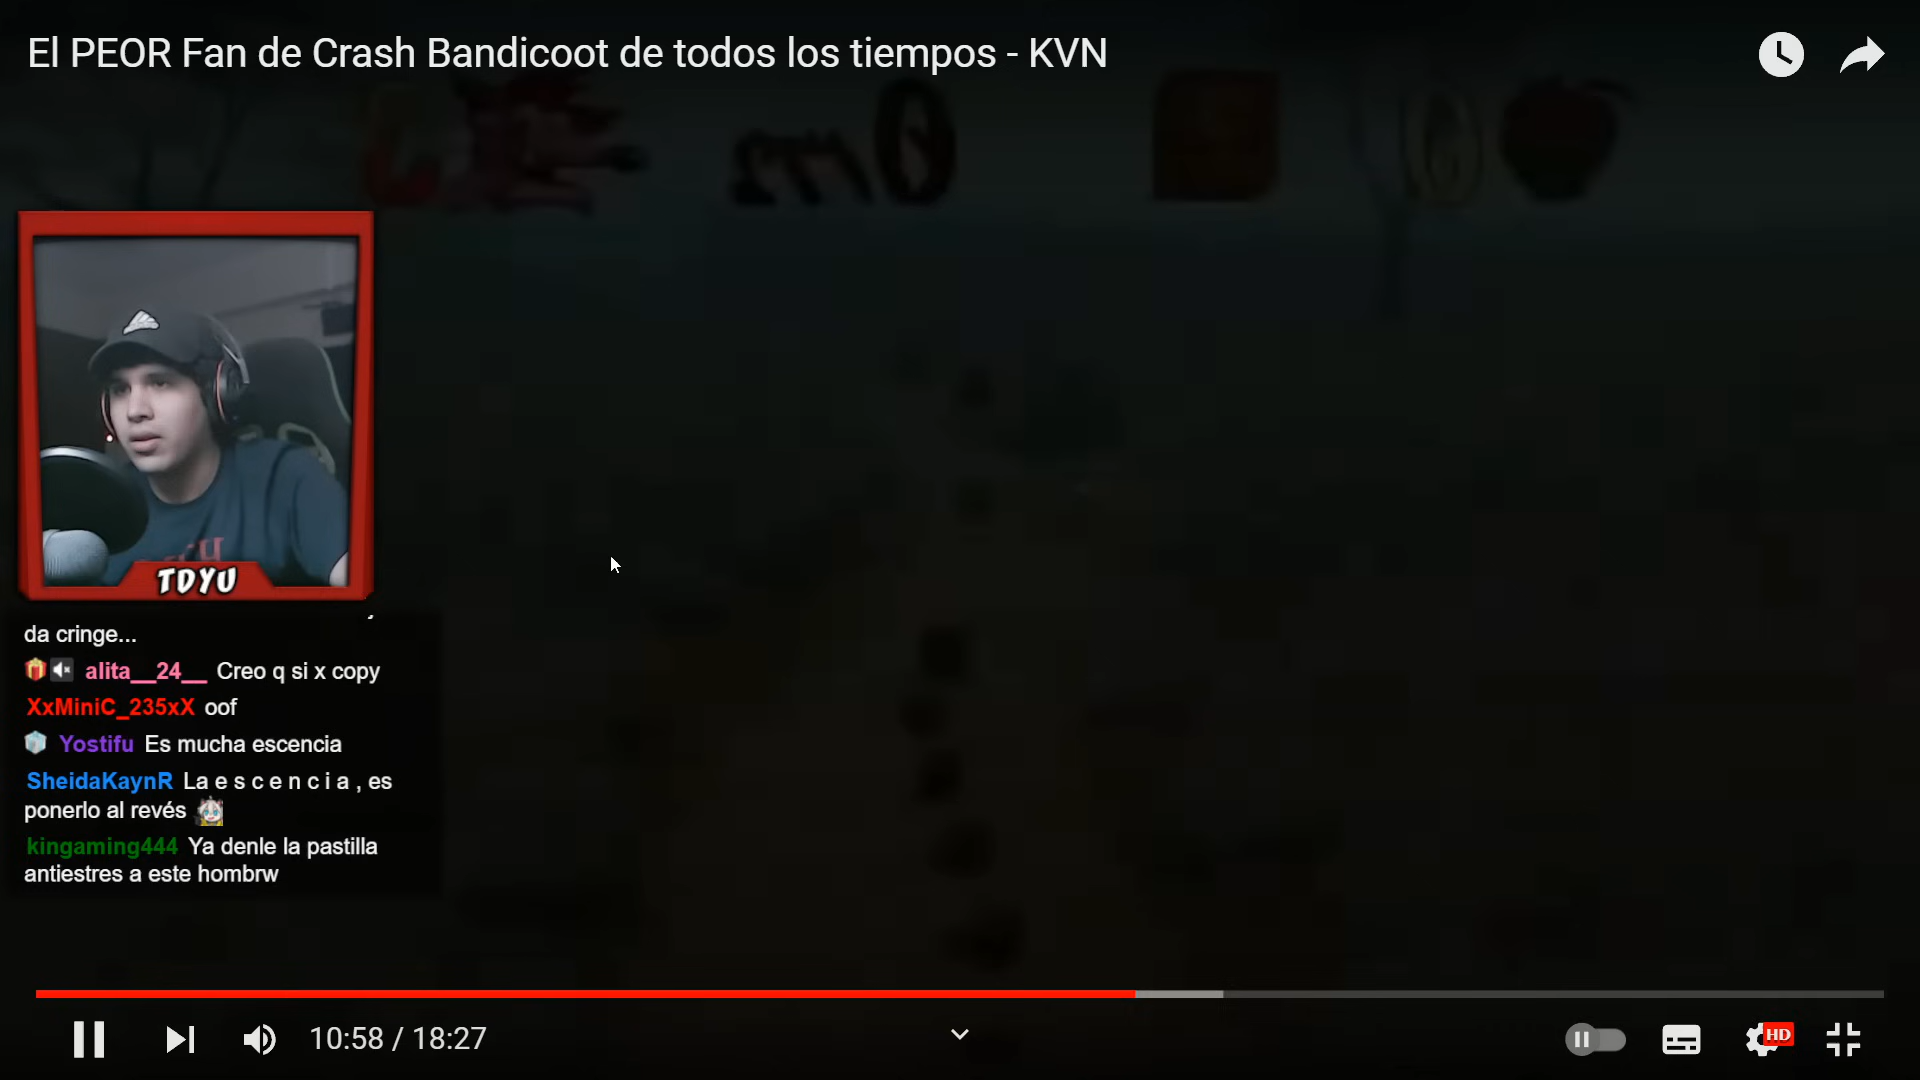 El PEOR Fan de Crash Bandicoot de todos los tiempos - KVN
TDYU
da cringe...
alita__24__ Creo q si x copy
XxMiniC_235xX oof
Yostifu Es mucha escencia
SheidaKaynR La e s c e n c i a , es
ponerlo al revés
kingaming444 Ya denle la pastilla
antiestres a este hombrw
10:58 / 18:27
HD